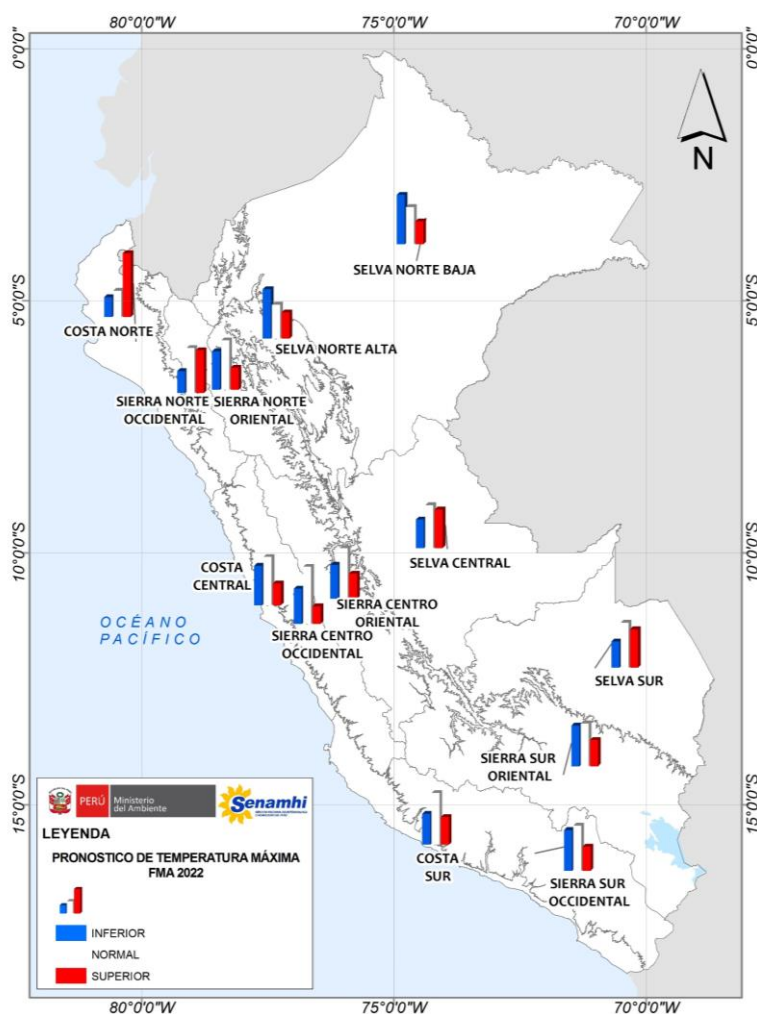 80°0'0"W 75°0'0"W 70°0'0"W
0°0'0"
0°0'0"
N
SELVA NORTE BAJA
5°0'0"S
5°0'0"S
COSTA NORTE
SELVA NORTE ALTA
SIERRA NORTE
OCCIDENTAL
SIERRA NORTE
ORIENTAL
SELVA CENTRAL
10°0'0"S
10°0'0"S
COSTA
CENTRAL
SIERRA CENTRO
ORIENTAL
SIERRA CENTRO
OCCIDENTAL
OCÉANO
PACÍFICO
SELVA SUR
SIERRA SUR
ORIENTAL
15°0'0"S
15°0'0"S
COSTA
SUR
SIERRA SUR
OCCIDENTAL
PERÚ
Ministerio
del Ambiente
Senamhi
LEYENDA
PRONOSTICO DE TEMPERATURA MÁXIMA
FMA 2022
INFERIOR
NORMAL
SUPERIOR
80°0'0"W 75°0'0"W 70°0'0"W